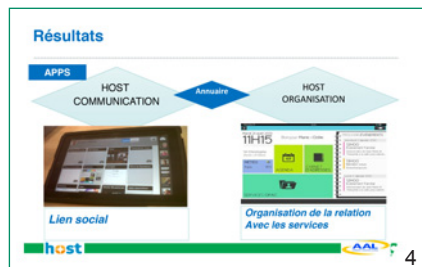 Résultats
APPS
HOST
COMMUNICATION
Annuaire
HOST
ORGANISATION
11H15
Lien social
Organisation de la relation
Avec les services
host
AAL
4